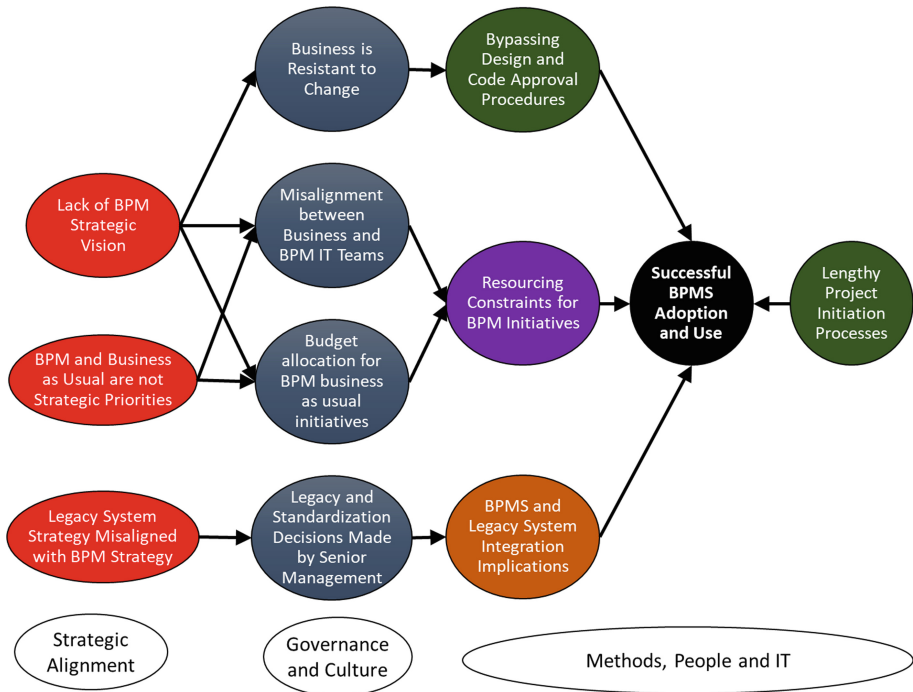 Business is
Resistant to
Change
Bypassing
Design and
Code Approval
Procedures
Lack of BPM
Strategic
Vision
Misalignment
between
Business and
BPM IT Teams
Resourcing
Constraints for
BPM Initiatives
Successful
BPMS
Adoption
and Use
Lengthy
Project
Initiation
Processes
BPM and Business
as Usual are not
Strategic Priorities
Budget
allocation for
BPM business
as usual
initiatives
Legacy System
Strategy Misaligned
with BPM Strategy
Legacy and
Standardization
Decisions Made
by Senior
Management
BPMS and
Legacy System
Integration
Implications
Strategic
Alignment
Governance
and Culture
Methods, People and IT